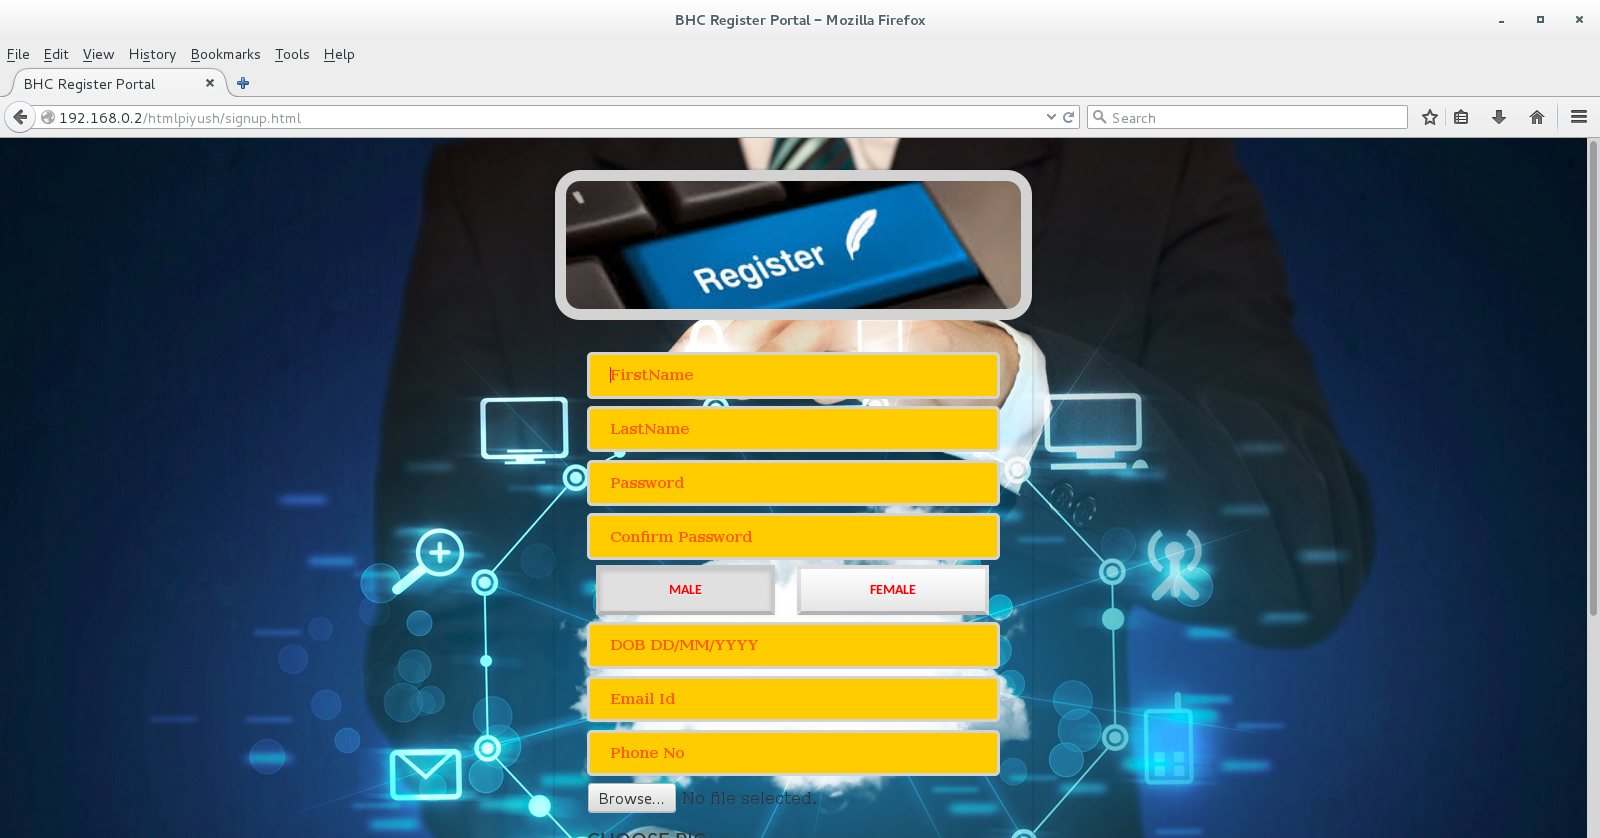 BHC Register Portal – Mozilla Firefox
File Edit View History Bookmarks Tools Help
BHC Register Portal
192.168.0.2/htmlpiyush/signup.html
Search
Register
FirstName
LastName
Password
Confirm Password
MALE FEMALE
DOB DD/MM/YYYY
Email Id
Phone No
Browse... No file selected.
CHOOSE PIC